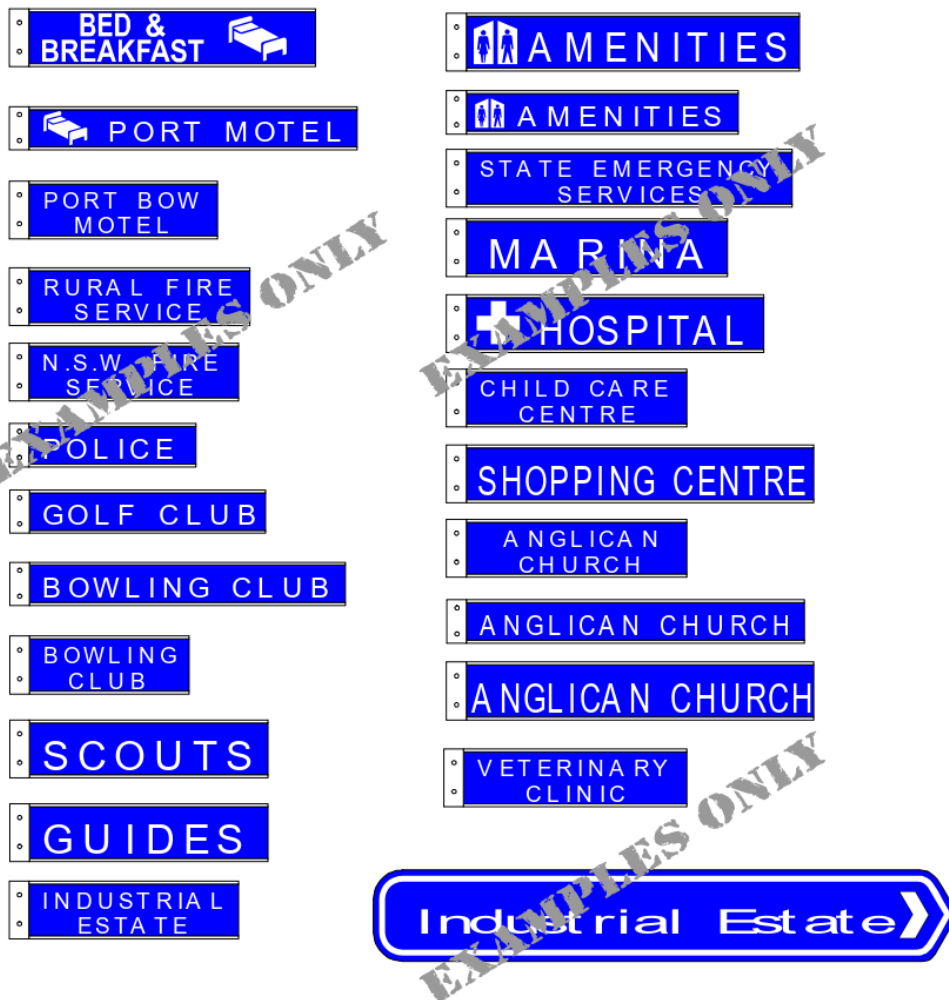 BED &
BREAKFAST
PORT MOTEL
PORT BOW
MOTEL
RURAL FIRE
SERVICE
N.S.W. FIRE
SERVICE
POLICE
GOLF CLUB
BOWLING CLUB
BOWLING
CLUB
SCOUTS
GUIDES
INDUSTRIAL
ESTATE
EXAMPLES ONLY
AMENITIES
AMENITIES
STATE EMERGENCY
SERVICES
MARINA
HOSPITAL
CHILD CARE
CENTRE
SHOPPING CENTRE
ANGLICAN
CHURCH
ANGLICAN CHURCH
ANGLICAN CHURCH
VETERINARY
CLINIC
Industrial Estate
EXAMPLES ONLY
EXAMPLES ONLY